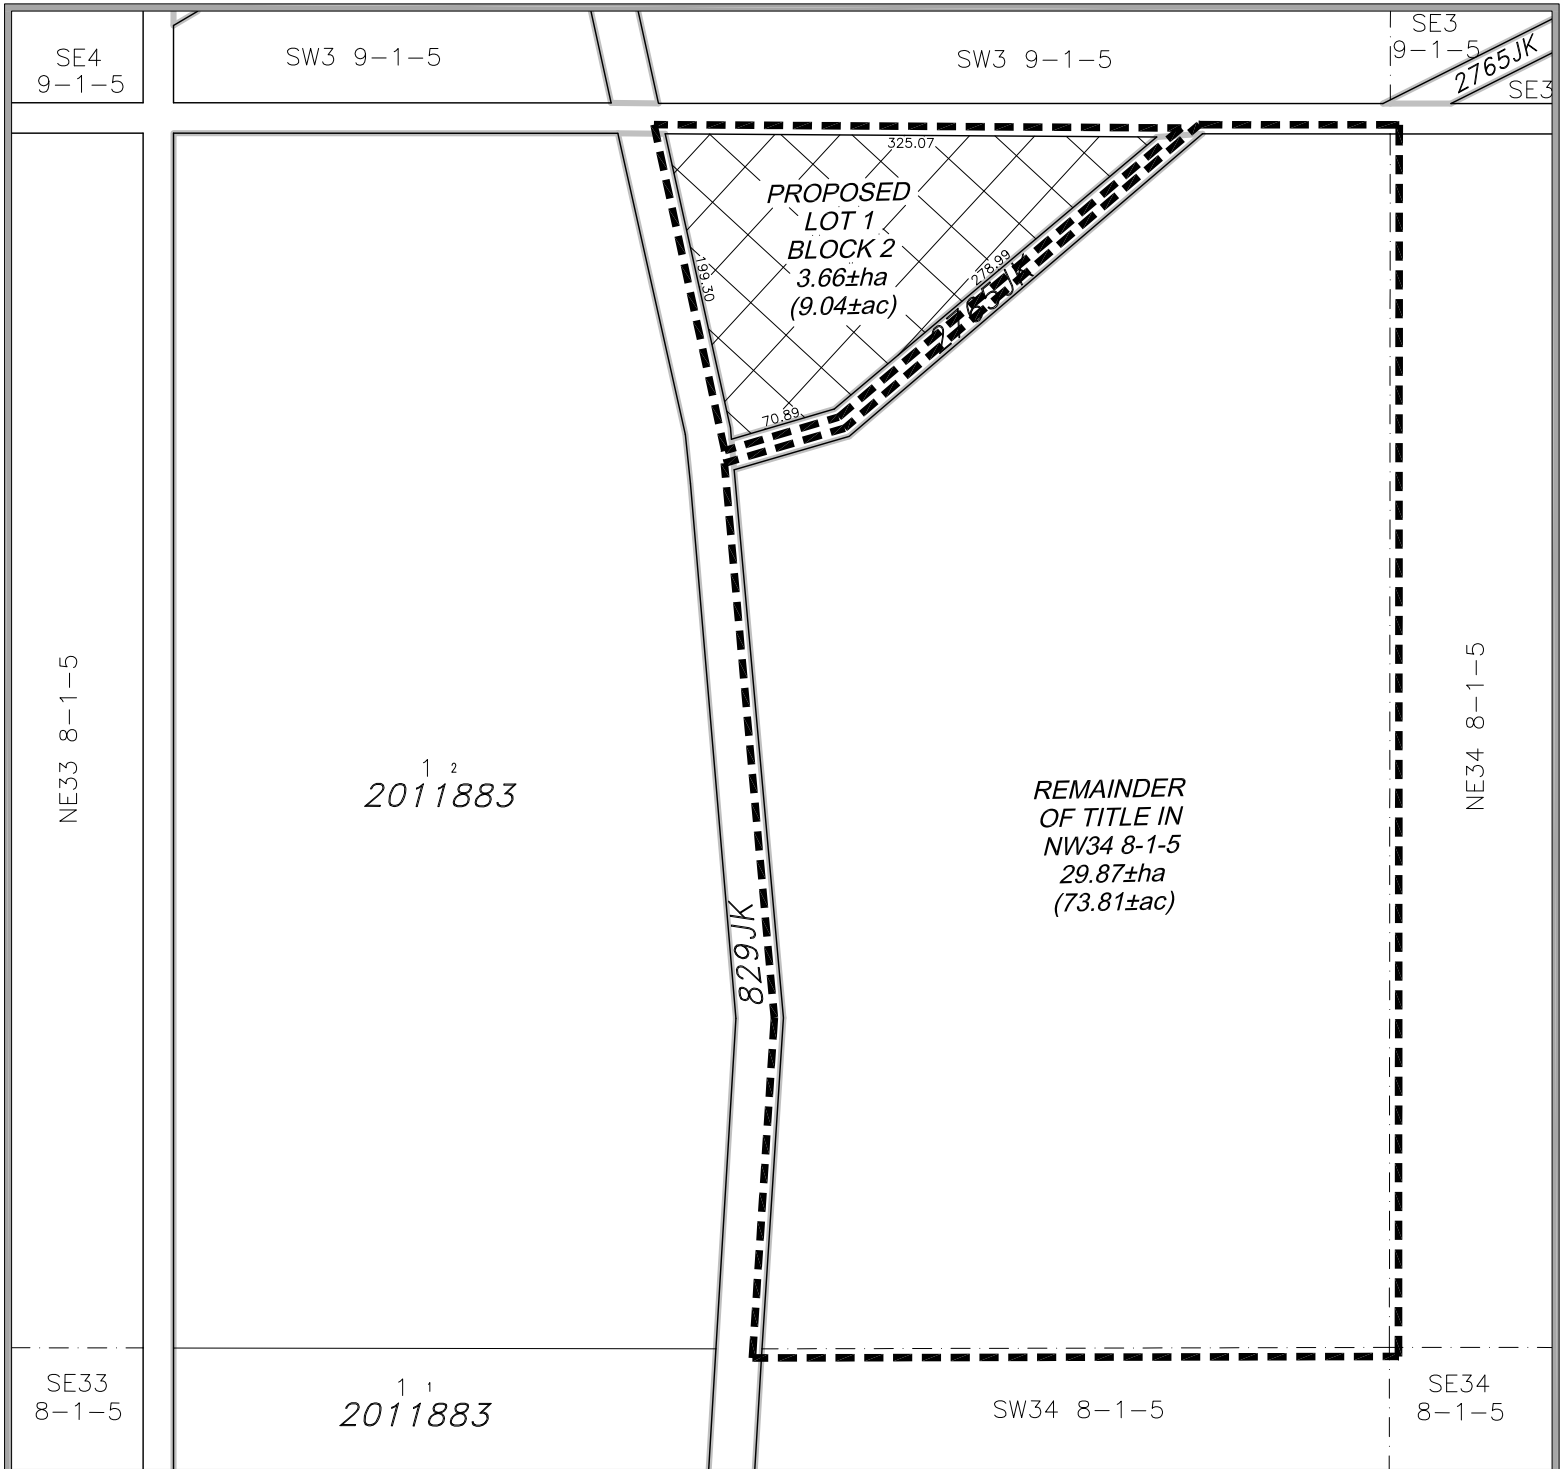 SE4
9-1-5
SW3 9-1-5
SW3 9-1-5
SE3
9-1-5
2765JK
SE3
325.07
PROPOSED
LOT 1
BLOCK 2
3.66±ha
(9.04±ac)
199.30
278.99
2765JK
70.89
NE33 8-1-5
NE34 8-1-5
1 2
2011883
REMAINDER
OF TITLE IN
NW34 8-1-5
29.87±ha
(73.81±ac)
829JK
SE33
8-1-5
1 1
2011883
SW34 8-1-5
SE34
8-1-5